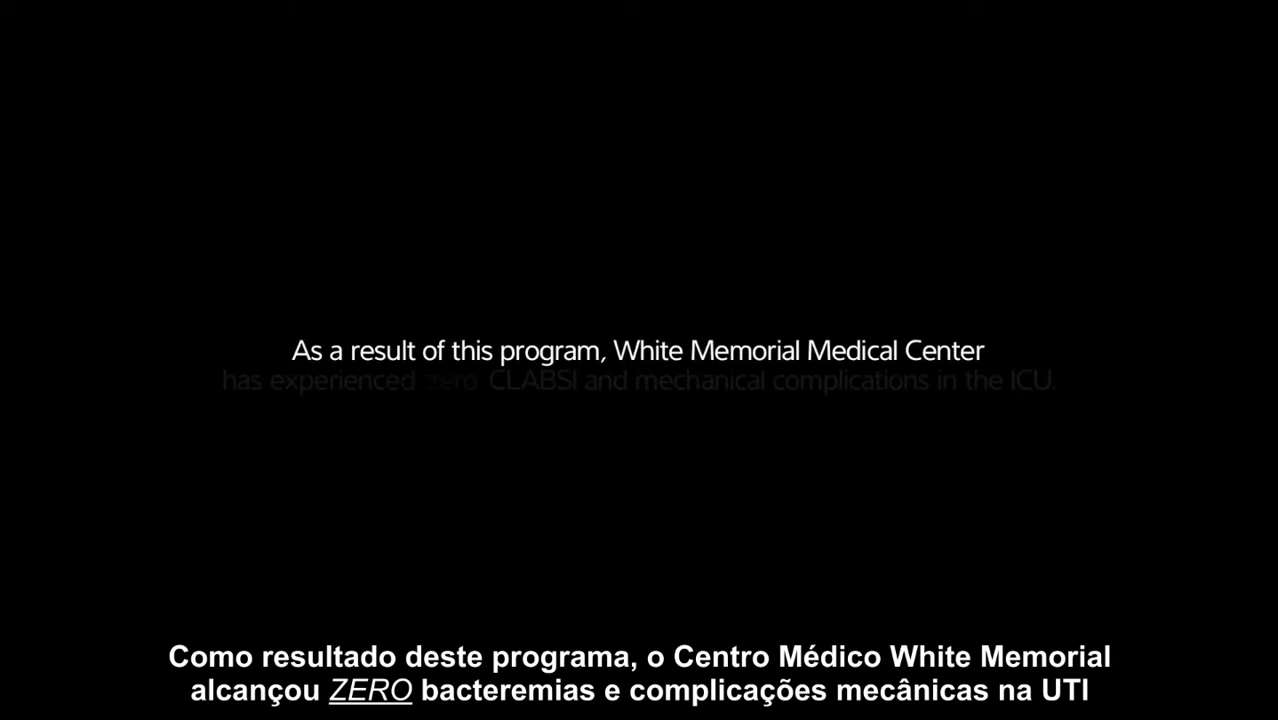 As a result of this program, White Memorial Medical Center
has experienced zero CLABSI and mechanical complications in the ICU.
Como resultado deste programa, o Centro Médico White Memorial
alcançou ZERO bacteremias e complicações mecânicas na UTI